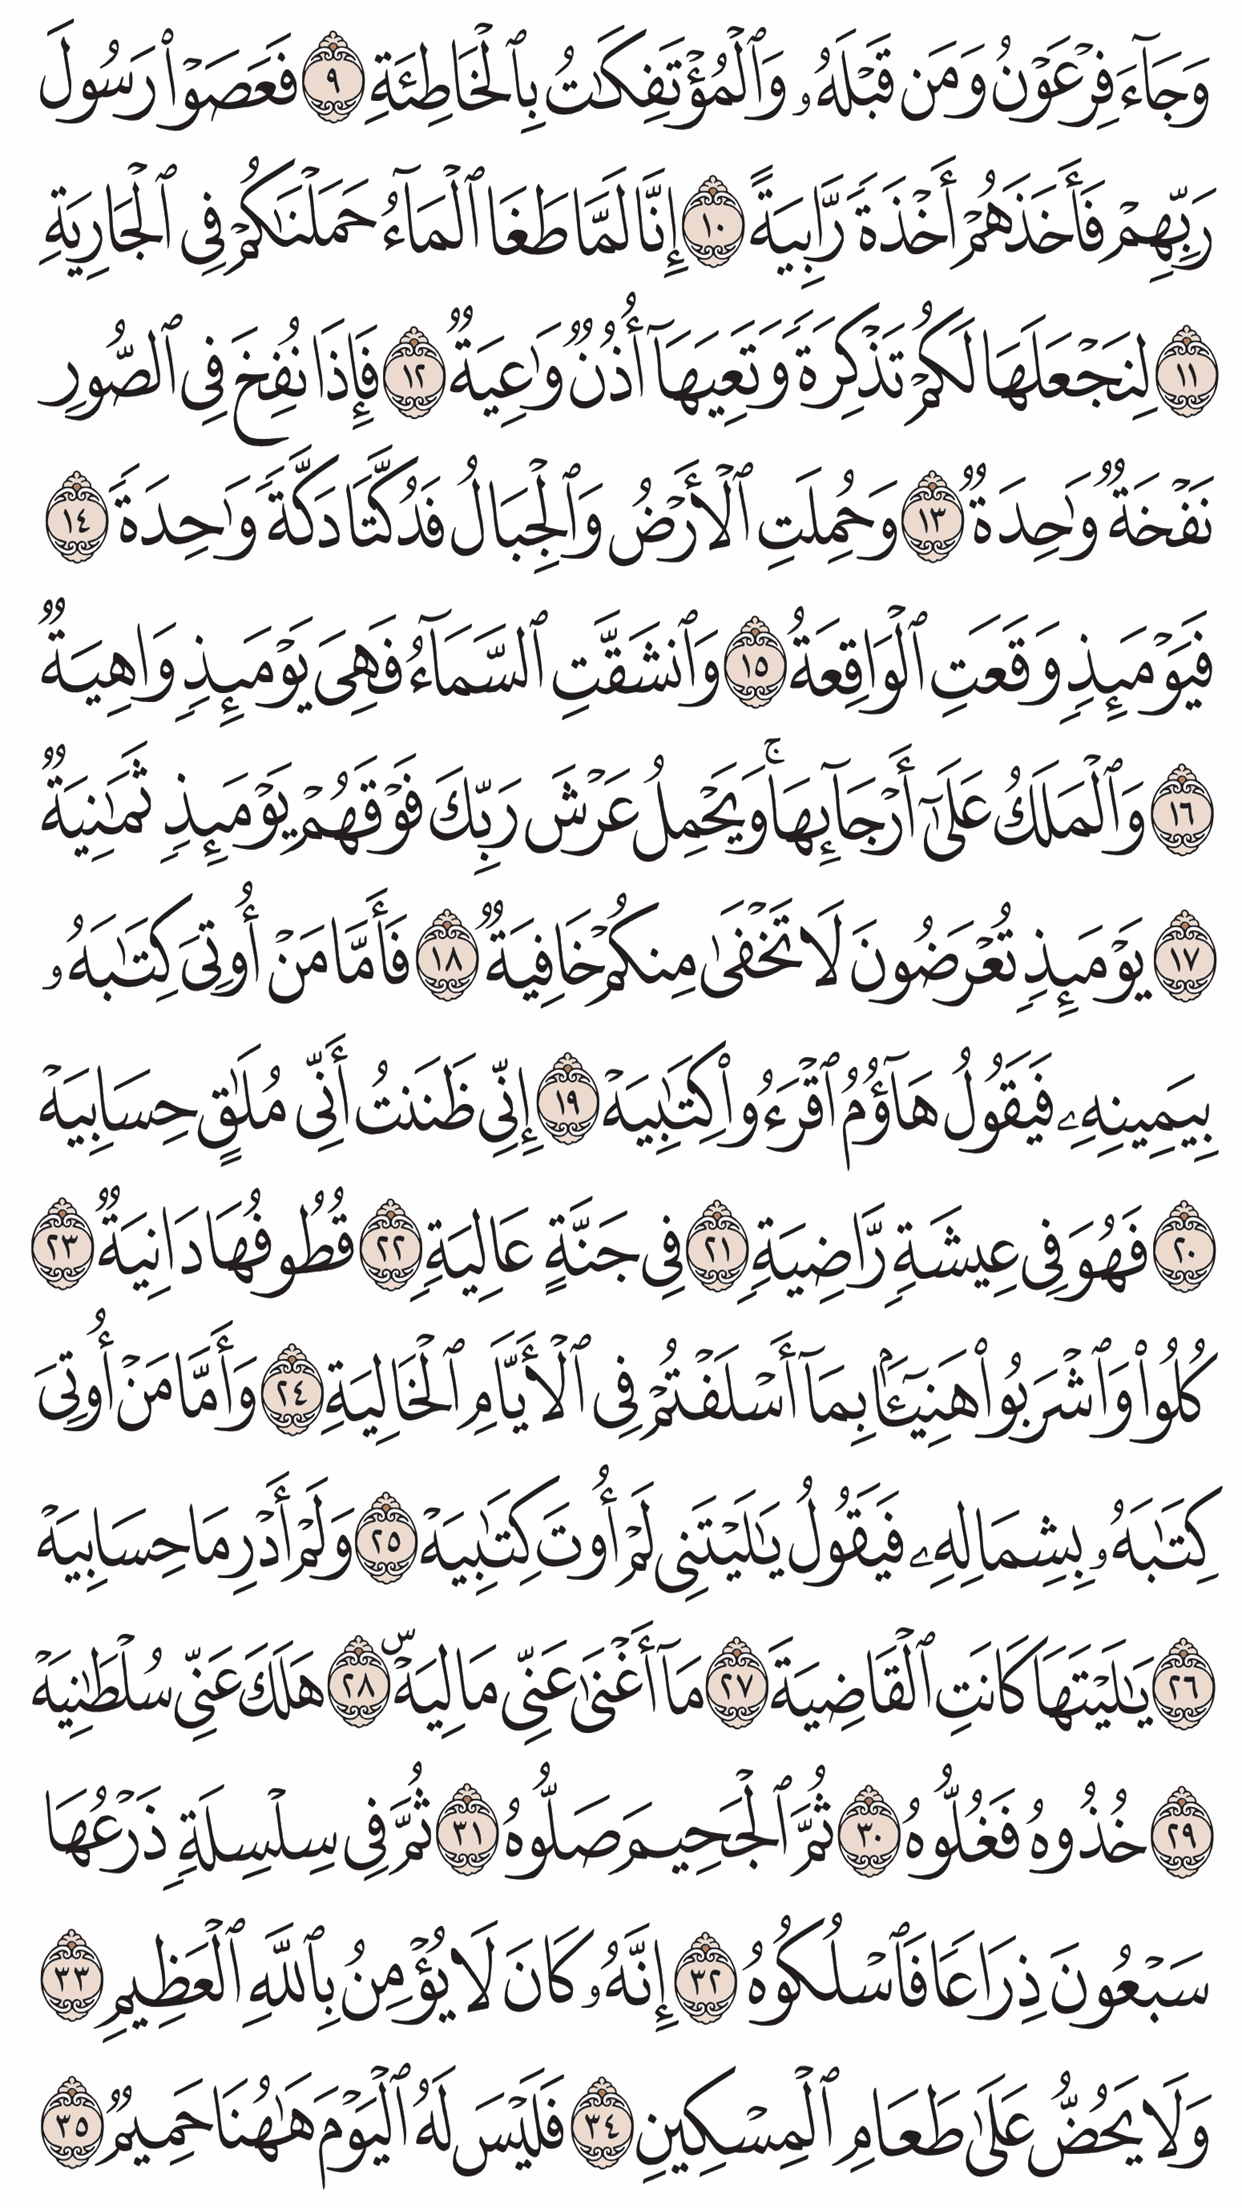 وَجَآءَ فِرْعَوْنُ وَمَن قَبْلَهُۥ وَٱلْمُؤْتَفِكَٰتُ بِٱلْخَاطِئَةِ ٩ فَعَصَوْا۟ رَسُولَ
رَبِّهِمْ فَأَخَذَهُمْ أَخْذَةً رَّابِيَةً ١٠ إِنَّا لَمَّا طَغَا ٱلْمَآءُ حَمَلْنَٰكُمْ فِى ٱلْجَارِيَةِ
١١ لِنَجْعَلَهَا لَكُمْ تَذْكِرَةً وَتَعِيَهَآ أُذُنٌ وَٰعِيَةٌ ١٢ فَإِذَا نُفِخَ فِى ٱلصُّورِ
نَفْخَةٌ وَٰحِدَةٌ ١٣ وَحُمِلَتِ ٱلْأَرْضُ وَٱلْجِبَالُ فَدُكَّتَا دَكَّةً وَٰحِدَةً ١٤
فَيَوْمَئِذٍ وَقَعَتِ ٱلْوَاقِعَةُ ١٥ وَٱنشَقَّتِ ٱلسَّمَآءُ فَهِىَ يَوْمَئِذٍ وَاهِيَةٌ
١٦ وَٱلْمَلَكُ عَلَىٰٓ أَرْجَآئِهَا ۚ وَيَحْمِلُ عَرْشَ رَبِّكَ فَوْقَهُمْ يَوْمَئِذٍ ثَمَٰنِيَةٌ
١٧ يَوْمَئِذٍ تُعْرَضُونَ لَا تَخْفَىٰ مِنكُمْ خَافِيَةٌ ١٨ فَأَمَّا مَنْ أُوتِىَ كِتَٰبَهُۥ
بِيَمِينِهِۦ فَيَقُولُ هَآؤُمُ ٱقْرَءُوا۟ كِتَٰبِيَهْ ١٩ إِنِّى ظَنَنتُ أَنِّى مُلَٰقٍ حِسَابِيَهْ
٢٠ فَهُوَ فِى عِيشَةٍ رَّاضِيَةٍ ٢١ فِى جَنَّةٍ عَالِيَةٍ ٢٢ قُطُوفُهَا دَانِيَةٌ ٢٣
كُلُوا۟ وَٱشْرَبُوا۟ هَنِيٓـًٔۢا بِمَآ أَسْلَفْتُمْ فِى ٱلْأَيَّامِ ٱلْخَالِيَةِ ٢٤ وَأَمَّا مَنْ أُوتِىَ
كِتَٰبَهُۥ بِشِمَالِهِۦ فَيَقُولُ يَٰلَيْتَنِى لَمْ أُوتَ كِتَٰبِيَهْ ٢٥ وَلَمْ أَدْرِ مَا حِسَابِيَهْ
٢٦ يَٰلَيْتَهَا كَانَتِ ٱلْقَاضِيَةَ ٢٧ مَآ أَغْنَىٰ عَنِّى مَالِيَهْ ۜ ٢٨ هَلَكَ عَنِّى سُلْطَٰنِيَهْ
٢٩ خُذُوهُ فَغُلُّوهُ ٣٠ ثُمَّ ٱلْجَحِيمَ صَلُّوهُ ٣١ ثُمَّ فِى سِلْسِلَةٍ ذَرْعُهَا
سَبْعُونَ ذِرَاعًا فَٱسْلُكُوهُ ٣٢ إِنَّهُۥ كَانَ لَا يُؤْمِنُ بِٱللَّهِ ٱلْعَظِيمِ ٣٣
وَلَا يَحُضُّ عَلَىٰ طَعَامِ ٱلْمِسْكِينِ ٣٤ فَلَيْسَ لَهُ ٱلْيَوْمَ هَٰهُنَا حَمِيمٌ ٣٥